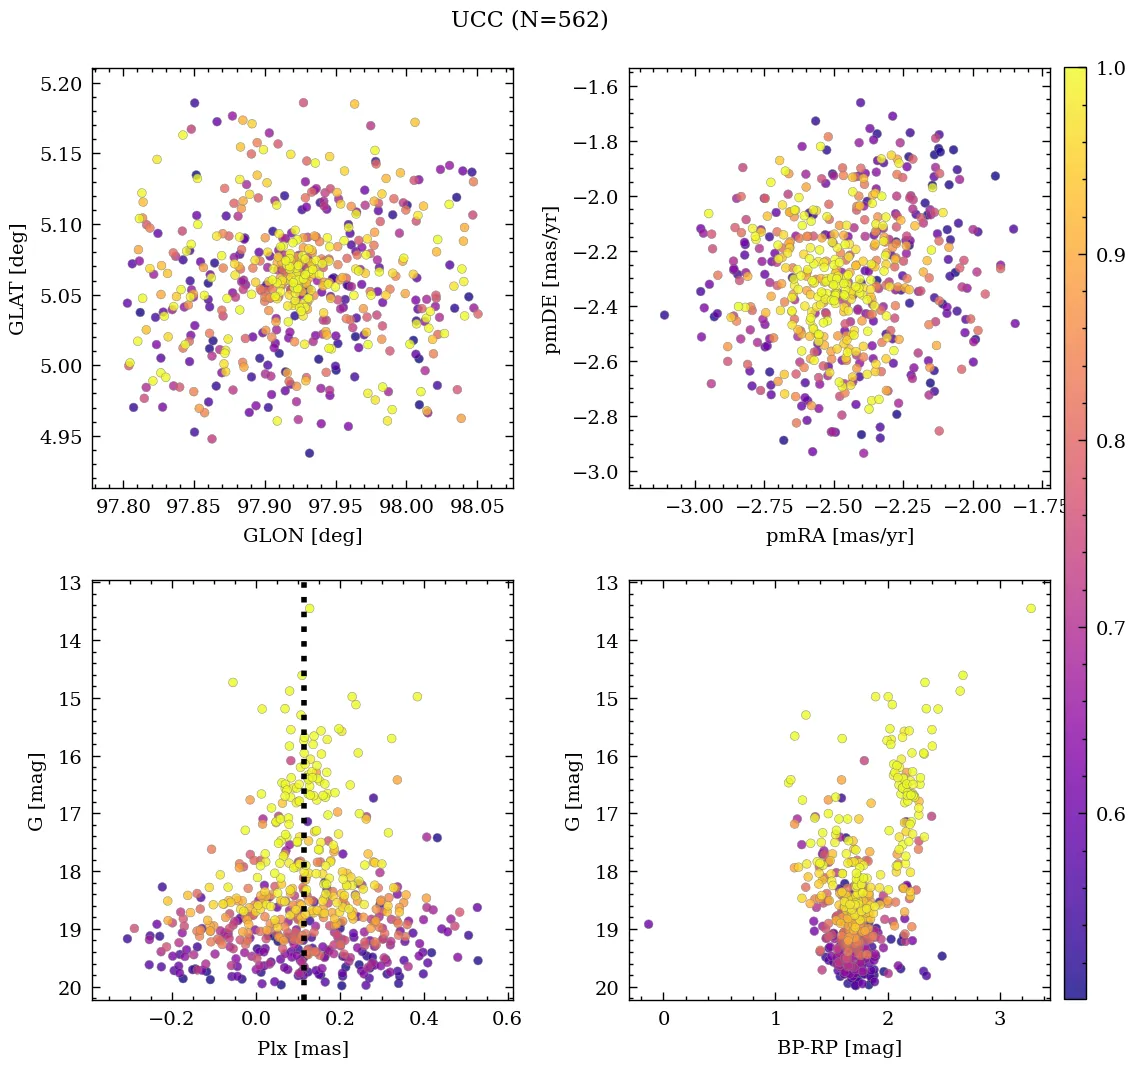 UCC (N=562)
5.20
5.15
5.10
5.05
5.00
4.95
GLAT [deg]
97.80 97.85 97.90 97.95 98.00 98.05
GLON [deg]
−1.6
−1.8
−2.0
−2.2
−2.4
−2.6
−2.8
−3.0
pmDE [mas/yr]
−3.00 −2.75 −2.50 −2.25 −2.00 −1.75
pmRA [mas/yr]
1.0
0.9
0.8
0.7
0.6
13
14
15
16
17
18
19
20
G [mag]
−0.2 0.0 0.2 0.4 0.6
Plx [mas]
13
14
15
16
17
18
19
20
G [mag]
0 1 2 3
BP-RP [mag]